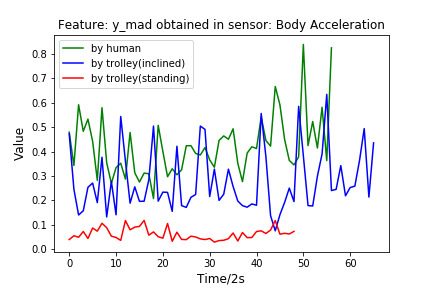 Feature: y_mad obtained in sensor: Body Acceleration
by human
by trolley(inclined)
by trolley(standing)
Value
0.8
0.7
0.6
0.5
0.4
0.3
0.2
0.1
0.0
0 10 20 30 40 50 60
Time/2s